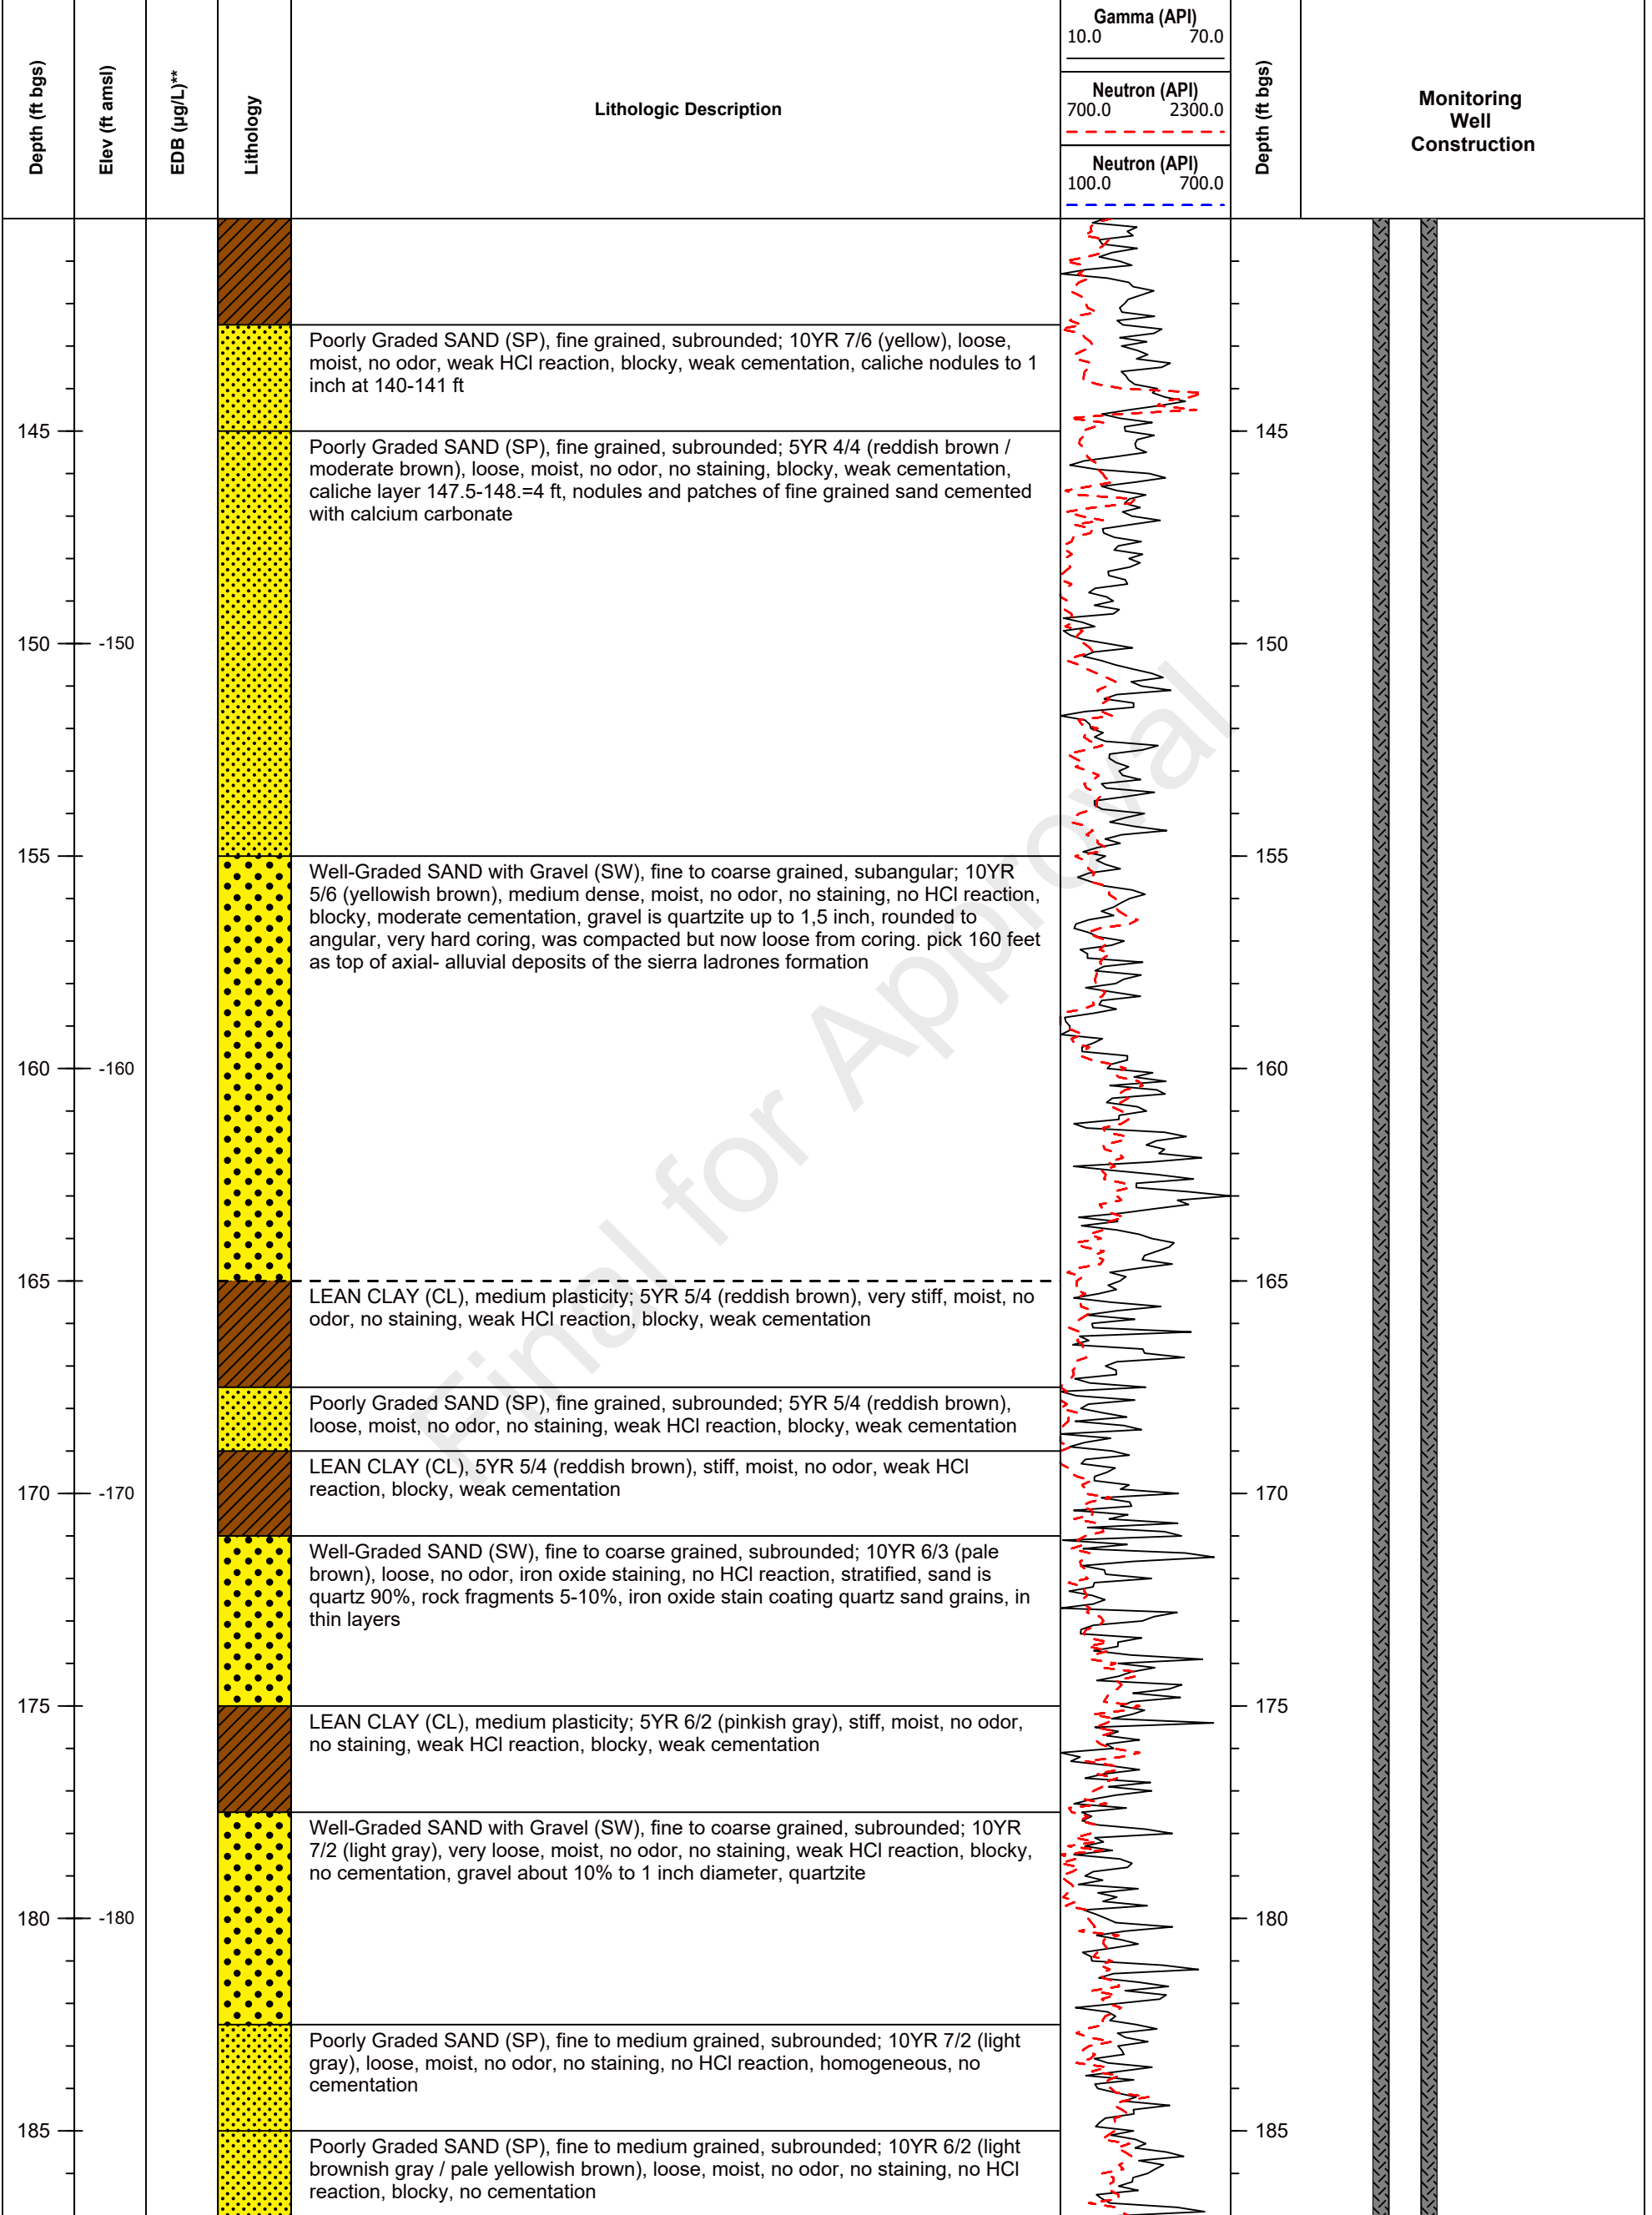 Depth (ft bgs)
Elev (ft amsl)
EDB (µg/L)**
Lithology
Lithologic Description
Gamma (API)
10.0 70.0
Neutron (API)
700.0 2300.0
Neutron (API)
100.0 700.0
Depth (ft bgs)
Monitoring
Well
Construction
Poorly Graded SAND (SP), fine grained, subrounded; 10YR 7/6 (yellow), loose,
moist, no odor, weak HCl reaction, blocky, weak cementation, caliche nodules to 1
inch at 140-141 ft
145 145
Poorly Graded SAND (SP), fine grained, subrounded; 5YR 4/4 (reddish brown /
moderate brown), loose, moist, no odor, no staining, blocky, weak cementation,
caliche layer 147.5-148.=4 ft, nodules and patches of fine grained sand cemented
with calcium carbonate
150 -150 150
155 155
Well-Graded SAND with Gravel (SW), fine to coarse grained, subangular; 10YR
5/6 (yellowish brown), medium dense, moist, no odor, no staining, no HCl reaction,
blocky, moderate cementation, gravel is quartzite up to 1,5 inch, rounded to
angular, very hard coring, was compacted but now loose from coring. pick 160 feet
as top of axial- alluvial deposits of the sierra ladrones formation
160 -160 160
165 165
LEAN CLAY (CL), medium plasticity; 5YR 5/4 (reddish brown), very stiff, moist, no
odor, no staining, weak HCl reaction, blocky, weak cementation
Poorly Graded SAND (SP), fine grained, subrounded; 5YR 5/4 (reddish brown),
loose, moist, no odor, no staining, weak HCl reaction, blocky, weak cementation
LEAN CLAY (CL), 5YR 5/4 (reddish brown), stiff, moist, no odor, weak HCl
reaction, blocky, weak cementation
170 -170 170
Well-Graded SAND (SW), fine to coarse grained, subrounded; 10YR 6/3 (pale
brown), loose, no odor, iron oxide staining, no HCl reaction, stratified, sand is
quartz 90%, rock fragments 5-10%, iron oxide stain coating quartz sand grains, in
thin layers
175 175
LEAN CLAY (CL), medium plasticity; 5YR 6/2 (pinkish gray), stiff, moist, no odor,
no staining, weak HCl reaction, blocky, weak cementation
Well-Graded SAND with Gravel (SW), fine to coarse grained, subrounded; 10YR
7/2 (light gray), very loose, moist, no odor, no staining, weak HCl reaction, blocky,
no cementation, gravel about 10% to 1 inch diameter, quartzite
180 -180 180
Poorly Graded SAND (SP), fine to medium grained, subrounded; 10YR 7/2 (light
gray), loose, moist, no odor, no staining, no HCl reaction, homogeneous, no
cementation
185 185
Poorly Graded SAND (SP), fine to medium grained, subrounded; 10YR 6/2 (light
brownish gray / pale yellowish brown), loose, moist, no odor, no staining, no HCl
reaction, blocky, no cementation
Final for Approval